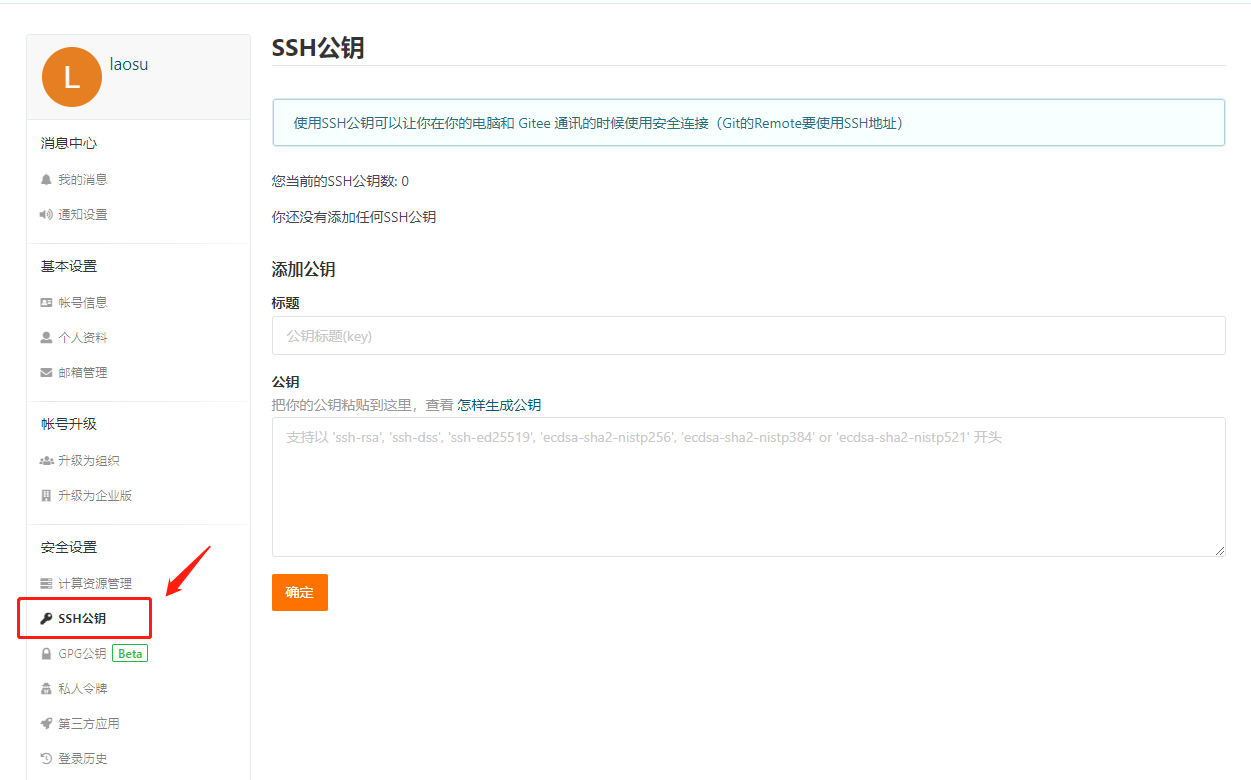 L
laosu
消息中心
我的消息
通知设置
基本设置
帐号信息
个人资料
邮箱管理
帐号升级
升级为组织
升级为企业版
安全设置
计算资源管理
SSH公钥
GPG公钥 Beta
私人令牌
第三方应用
登录历史
SSH公钥
使用SSH公钥可以让你在你的电脑和 Gitee 通讯的时候使用安全连接（Git的Remote要使用SSH地址）
您当前的SSH公钥数: 0
你还没有添加任何SSH公钥
添加公钥
标题
公钥标题(key)
公钥
把你的公钥粘贴到这里，查看 怎样生成公钥
支持以 'ssh-rsa', 'ssh-dss', 'ssh-ed25519', 'ecdsa-sha2-nistp256', 'ecdsa-sha2-nistp384' or 'ecdsa-sha2-nistp521' 开头
确定